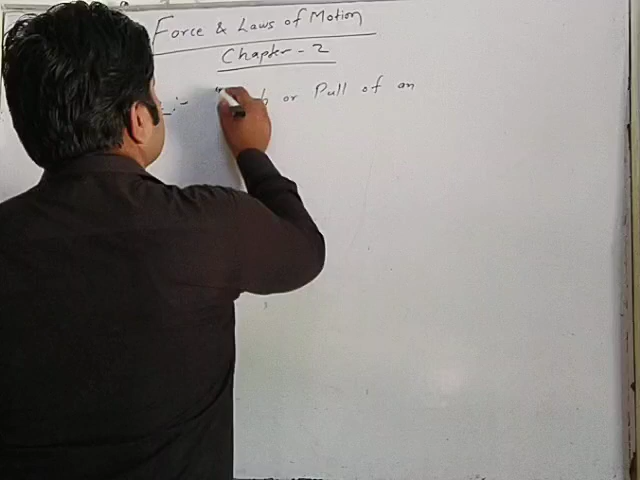 Force & Laws of Motion
Chapter - 2
:- " or Pull of an